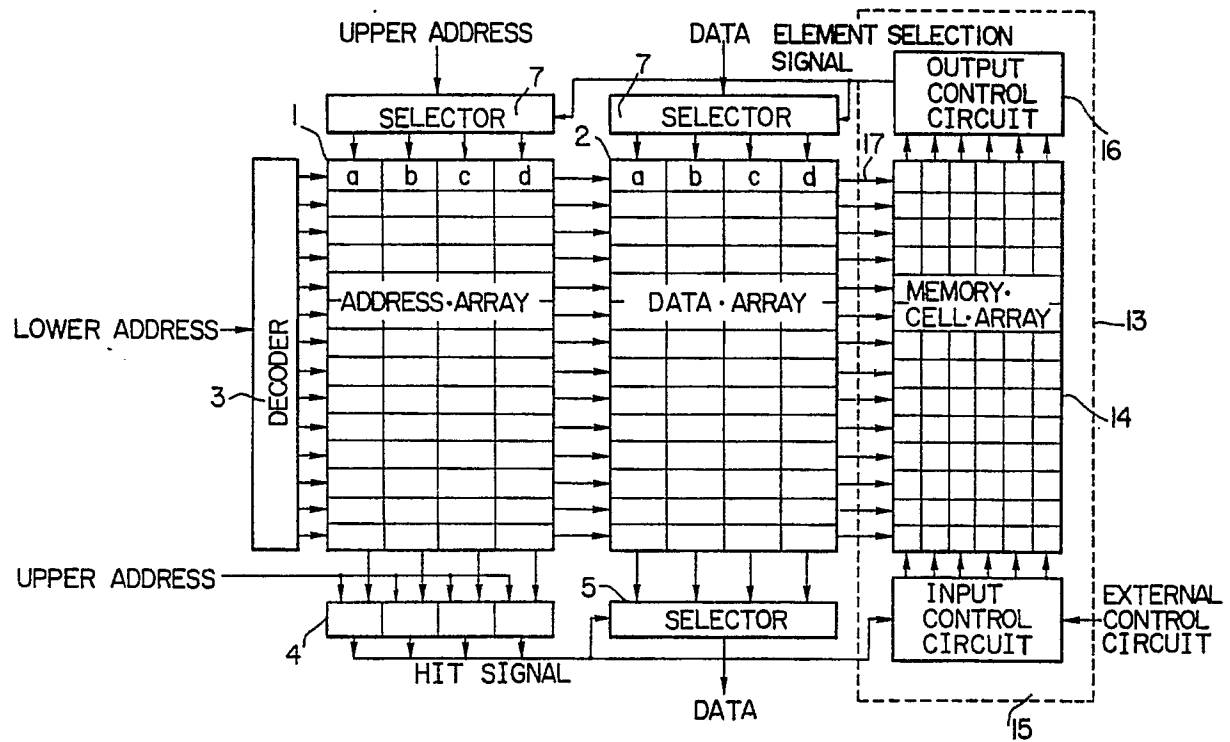 UPPER ADDRESS
DATA
ELEMENT SELECTION
SIGNAL
7
SELECTOR
7
SELECTOR
OUTPUT
CONTROL
CIRCUIT
16
1
2
17
a b c d
a b c d
ADDRESS·ARRAY
DATA·ARRAY
MEMORY·
CELL·ARRAY
13
LOWER ADDRESS
DECODER
3
14
UPPER ADDRESS
4
HIT SIGNAL
5
SELECTOR
DATA
INPUT
CONTROL
CIRCUIT
EXTERNAL
CONTROL
CIRCUIT
15